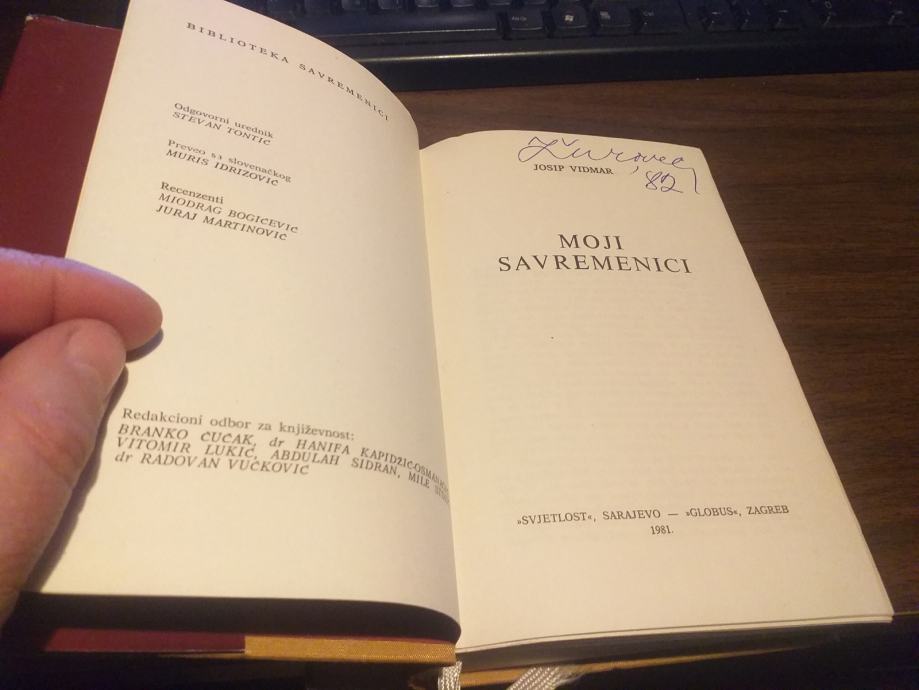 BIBLIOTEKA SAVREMENICI
Odgovorni urednik
STEVAN TONTIĆ
Preveo sa slovenačkog
MURIS IDRIZOVIĆ
Recenzenti
MIODRAG BOGIĆEVIĆ
JURAJ MARTINOVIĆ
Redakcioni odbor za književnost:
BRANKO ČUČAK, dr HANIFA
VITOMIR LUKIĆ, ABDULAH SIDRAN, MILE
dr RADOVAN VUČKOVIĆ
82
JOSIP VIDMAR
MOJI
SAVREMENICI
»SVJETLOST«, SARAJEVO — »GLOBUS«, ZAGREB
1981.